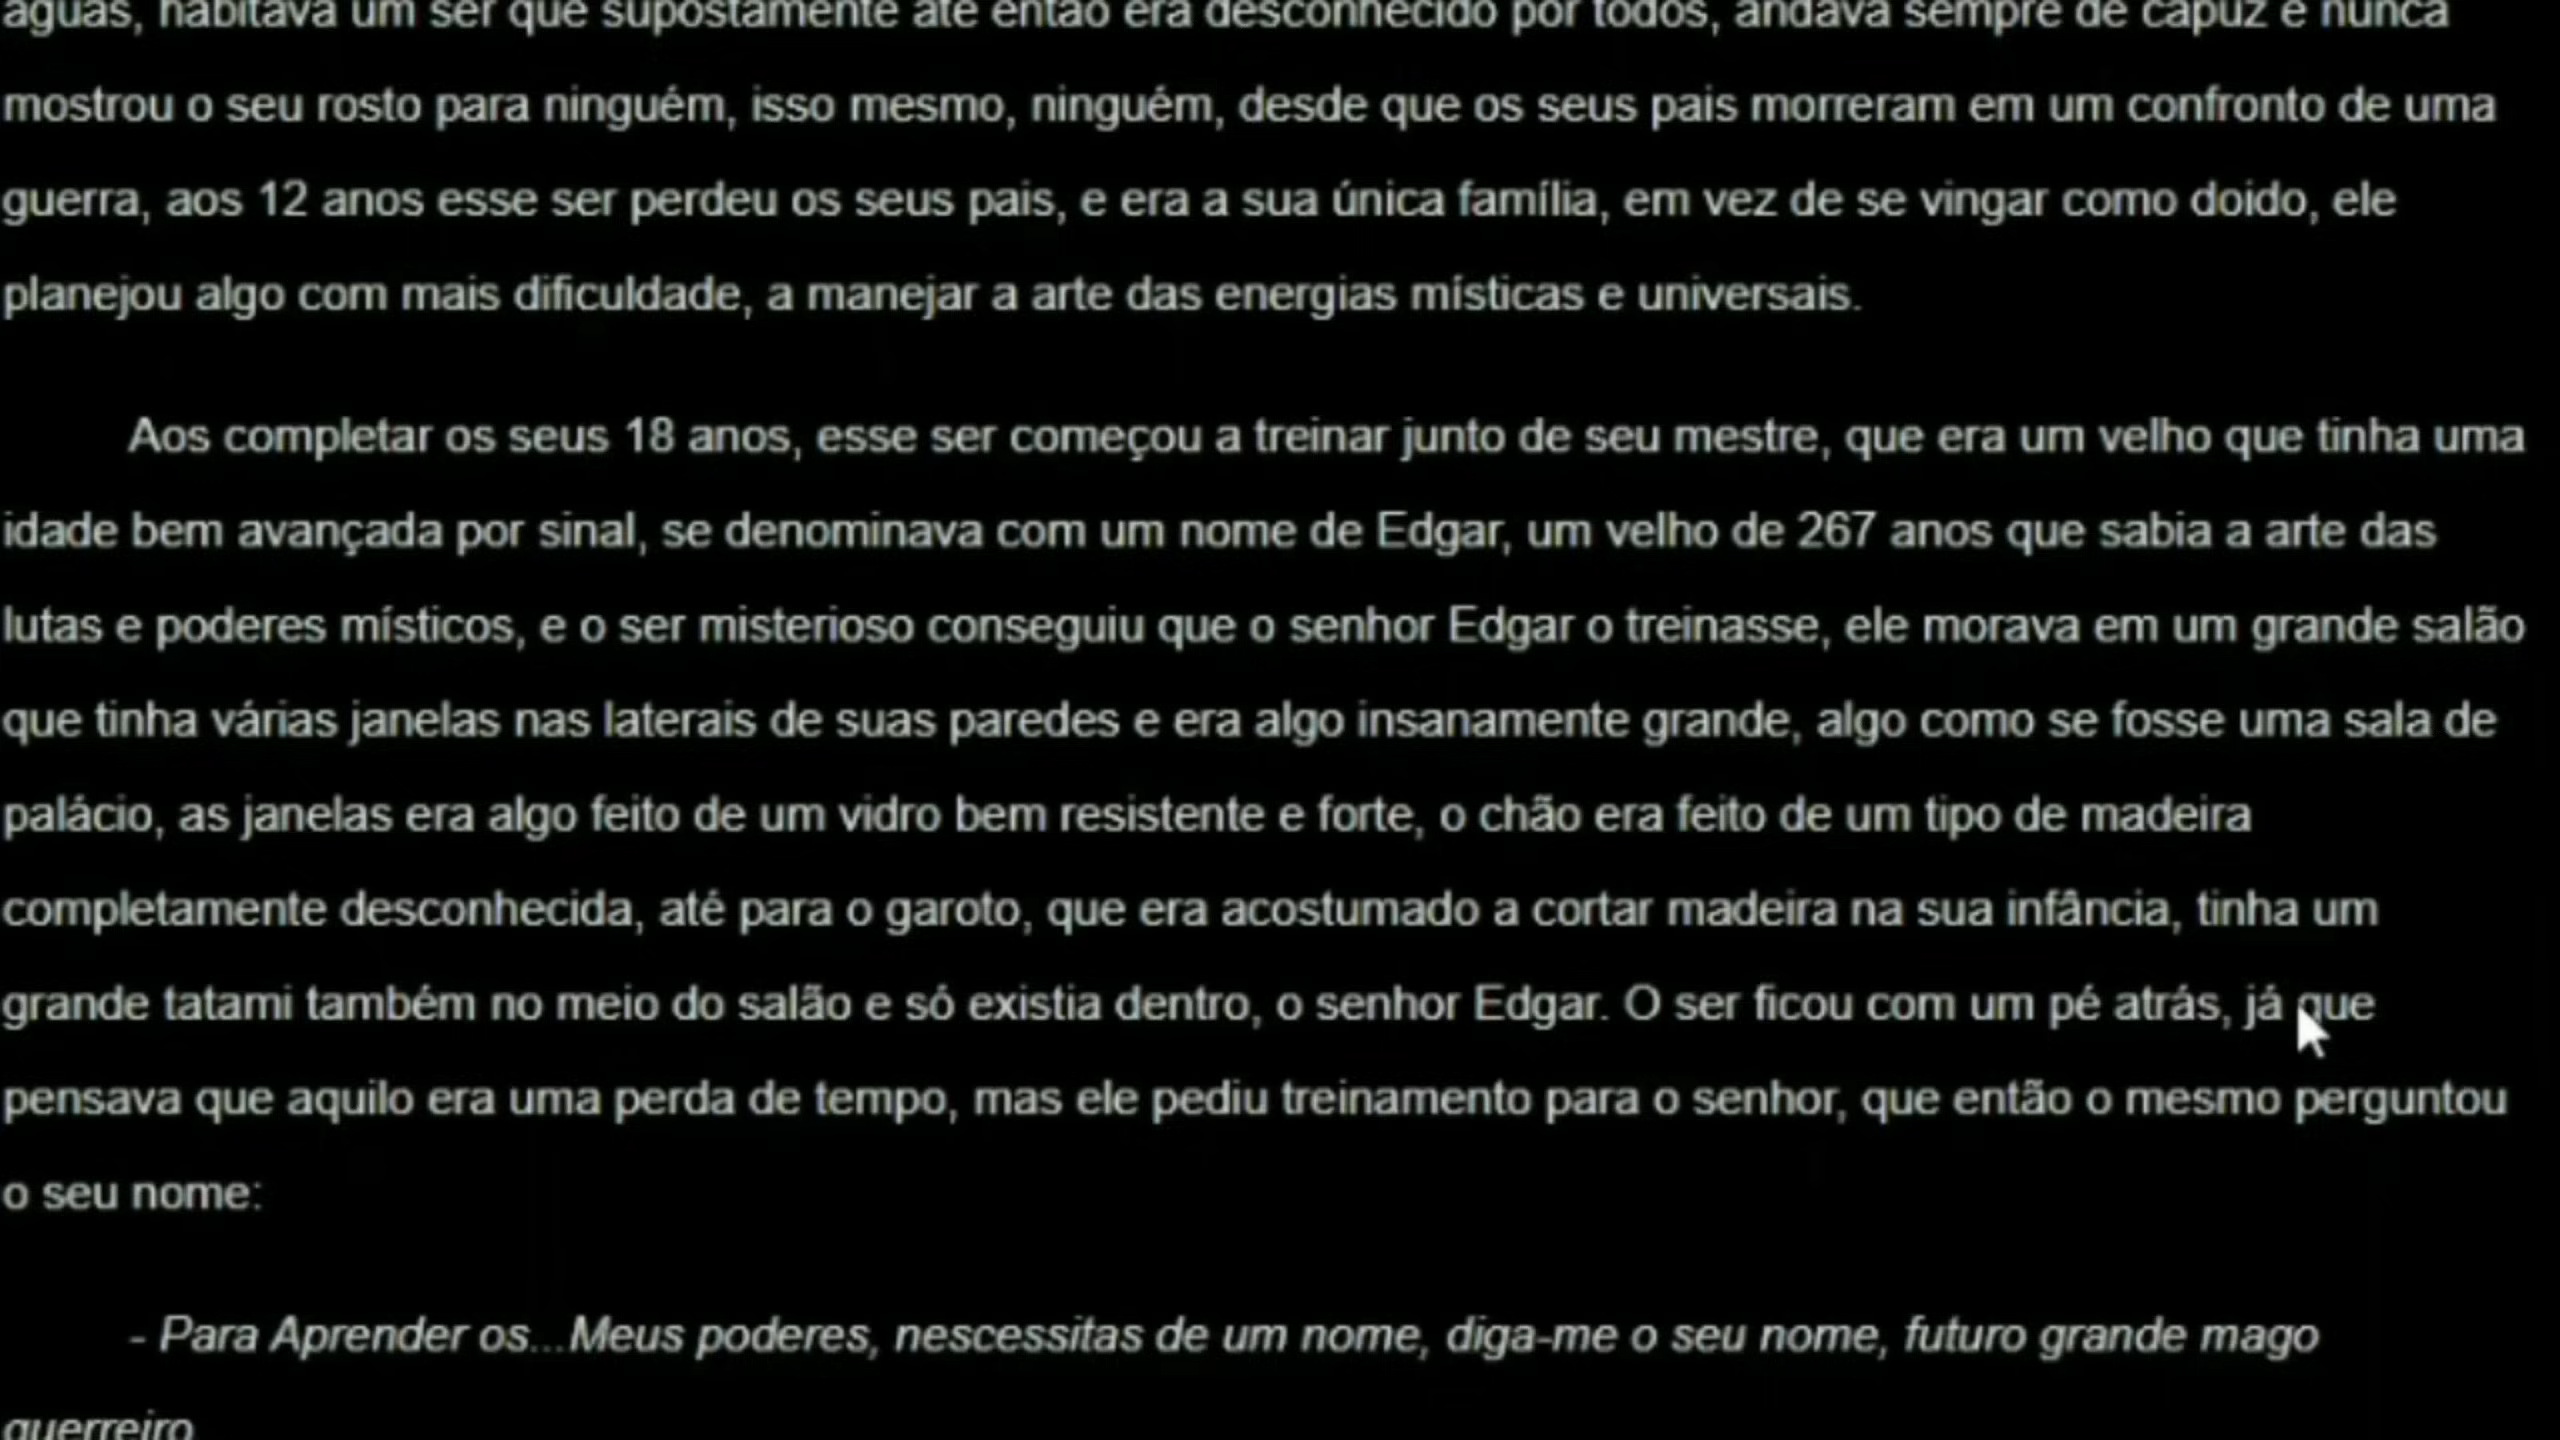 águas, habitava um ser que supostamente até então era desconhecido por todos, andava sempre de capuz e nunca
mostrou o seu rosto para ninguém, isso mesmo, ninguém, desde que os seus pais morreram em um confronto de uma
guerra, aos 12 anos esse ser perdeu os seus pais, e era a sua única família, em vez de se vingar como doido, ele
planejou algo com mais dificuldade, a manejar a arte das energias místicas e universais.
Aos completar os seus 18 anos, esse ser começou a treinar junto de seu mestre, que era um velho que tinha uma
idade bem avançada por sinal, se denominava com um nome de Edgar, um velho de 267 anos que sabia a arte das
lutas e poderes místicos, e o ser misterioso conseguiu que o senhor Edgar o treinasse, ele morava em um grande salão
que tinha várias janelas nas laterais de suas paredes e era algo insanamente grande, algo como se fosse uma sala de
palácio, as janelas era algo feito de um vidro bem resistente e forte, o chão era feito de um tipo de madeira
completamente desconhecida, até para o garoto, que era acostumado a cortar madeira na sua infância, tinha um
grande tatami também no meio do salão e só existia dentro, o senhor Edgar. O ser ficou com um pé atrás, já que
pensava que aquilo era uma perda de tempo, mas ele pediu treinamento para o senhor, que então o mesmo perguntou
o seu nome:
- Para Aprender os...Meus poderes, nescessitas de um nome, diga-me o seu nome, futuro grande mago
guerreiro